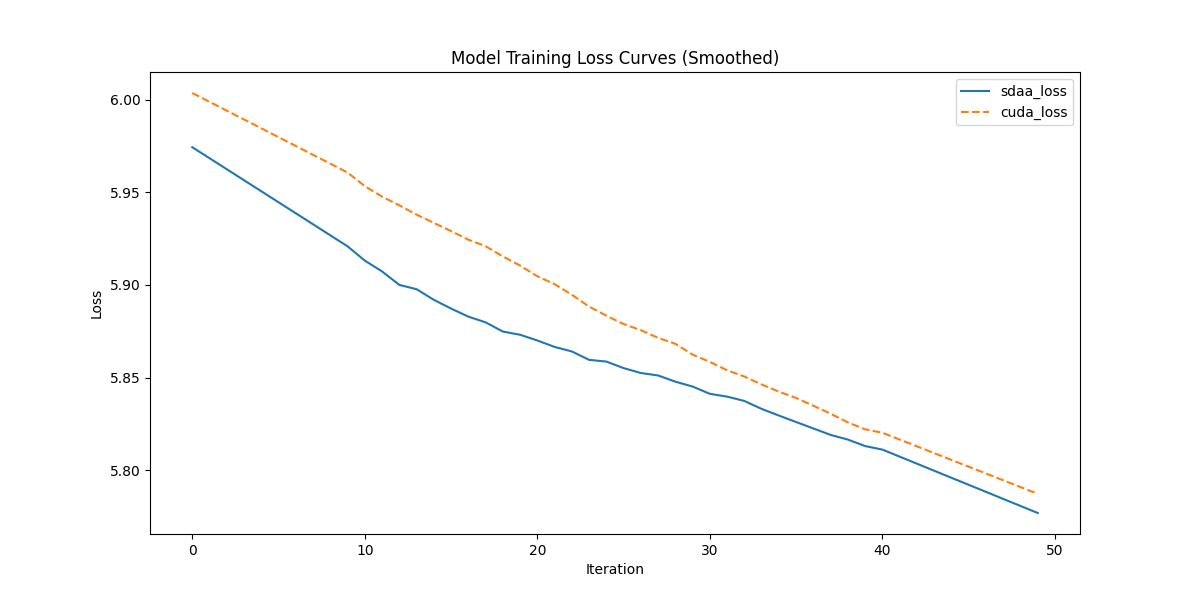 Model Training Loss Curves (Smoothed)
sdaa_loss
cuda_loss
6.00
5.95
5.90
5.85
5.80
Loss
0 10 20 30 40 50
Iteration